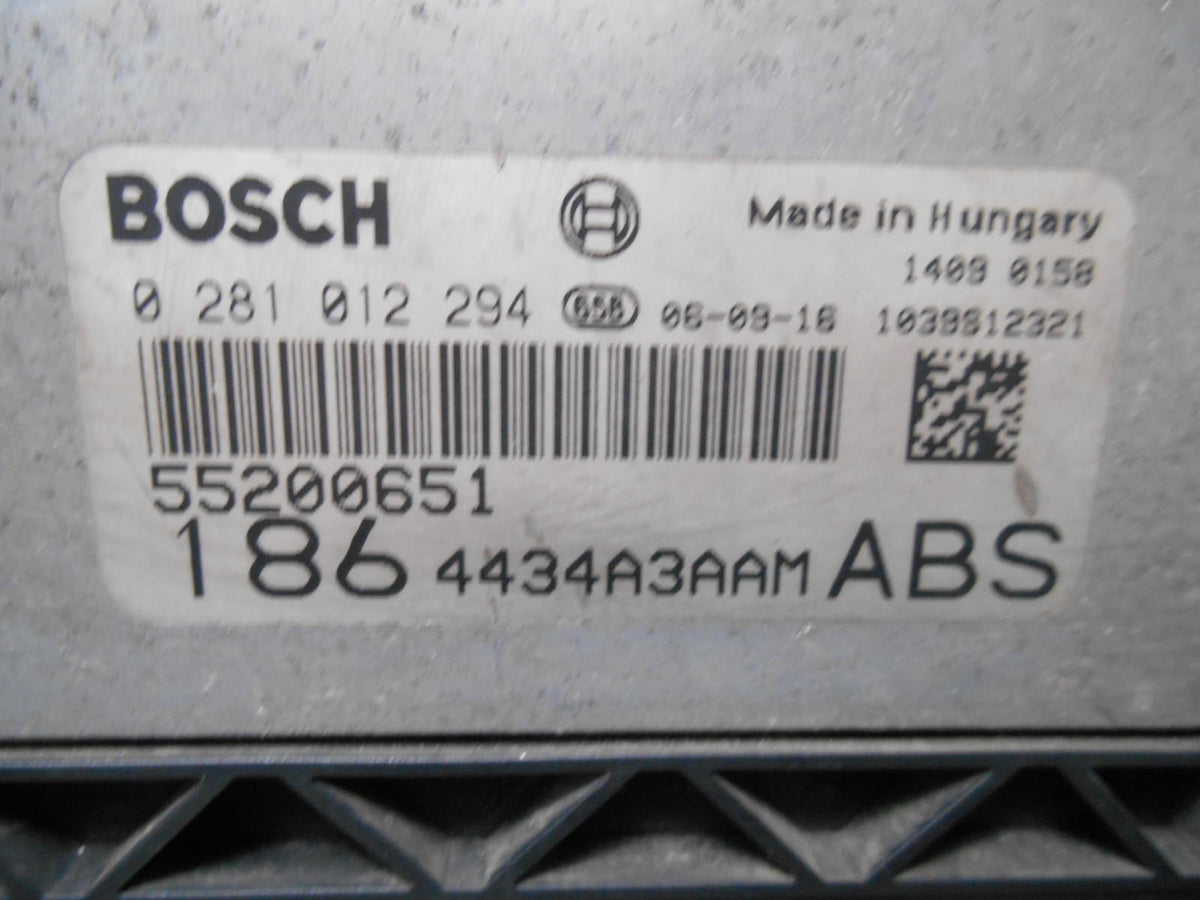 BOSCH
Made in Hungary
1409 0158
0 281 012 294 658 06-09-16 1039S12321
55200651
186 4434A3AAM ABS